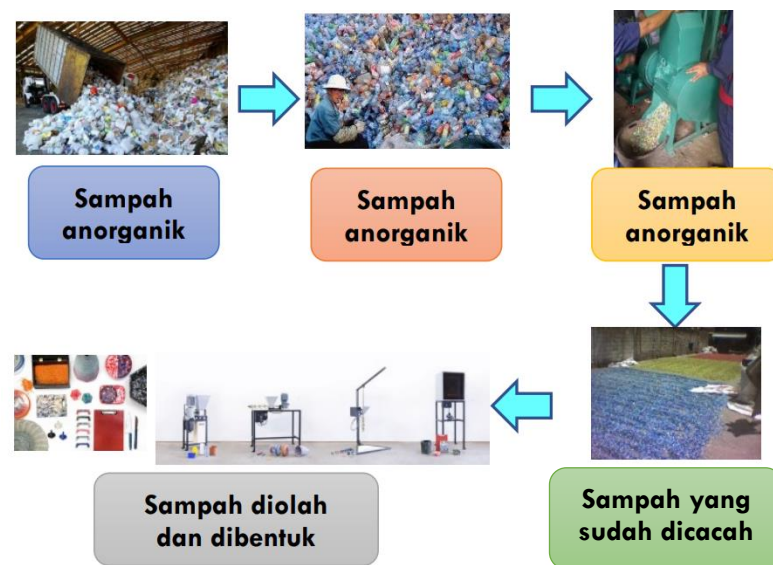 Sampah
anorganik
Sampah
anorganik
Sampah
anorganik
Sampah diolah
dan dibentuk
Sampah yang
sudah dicacah